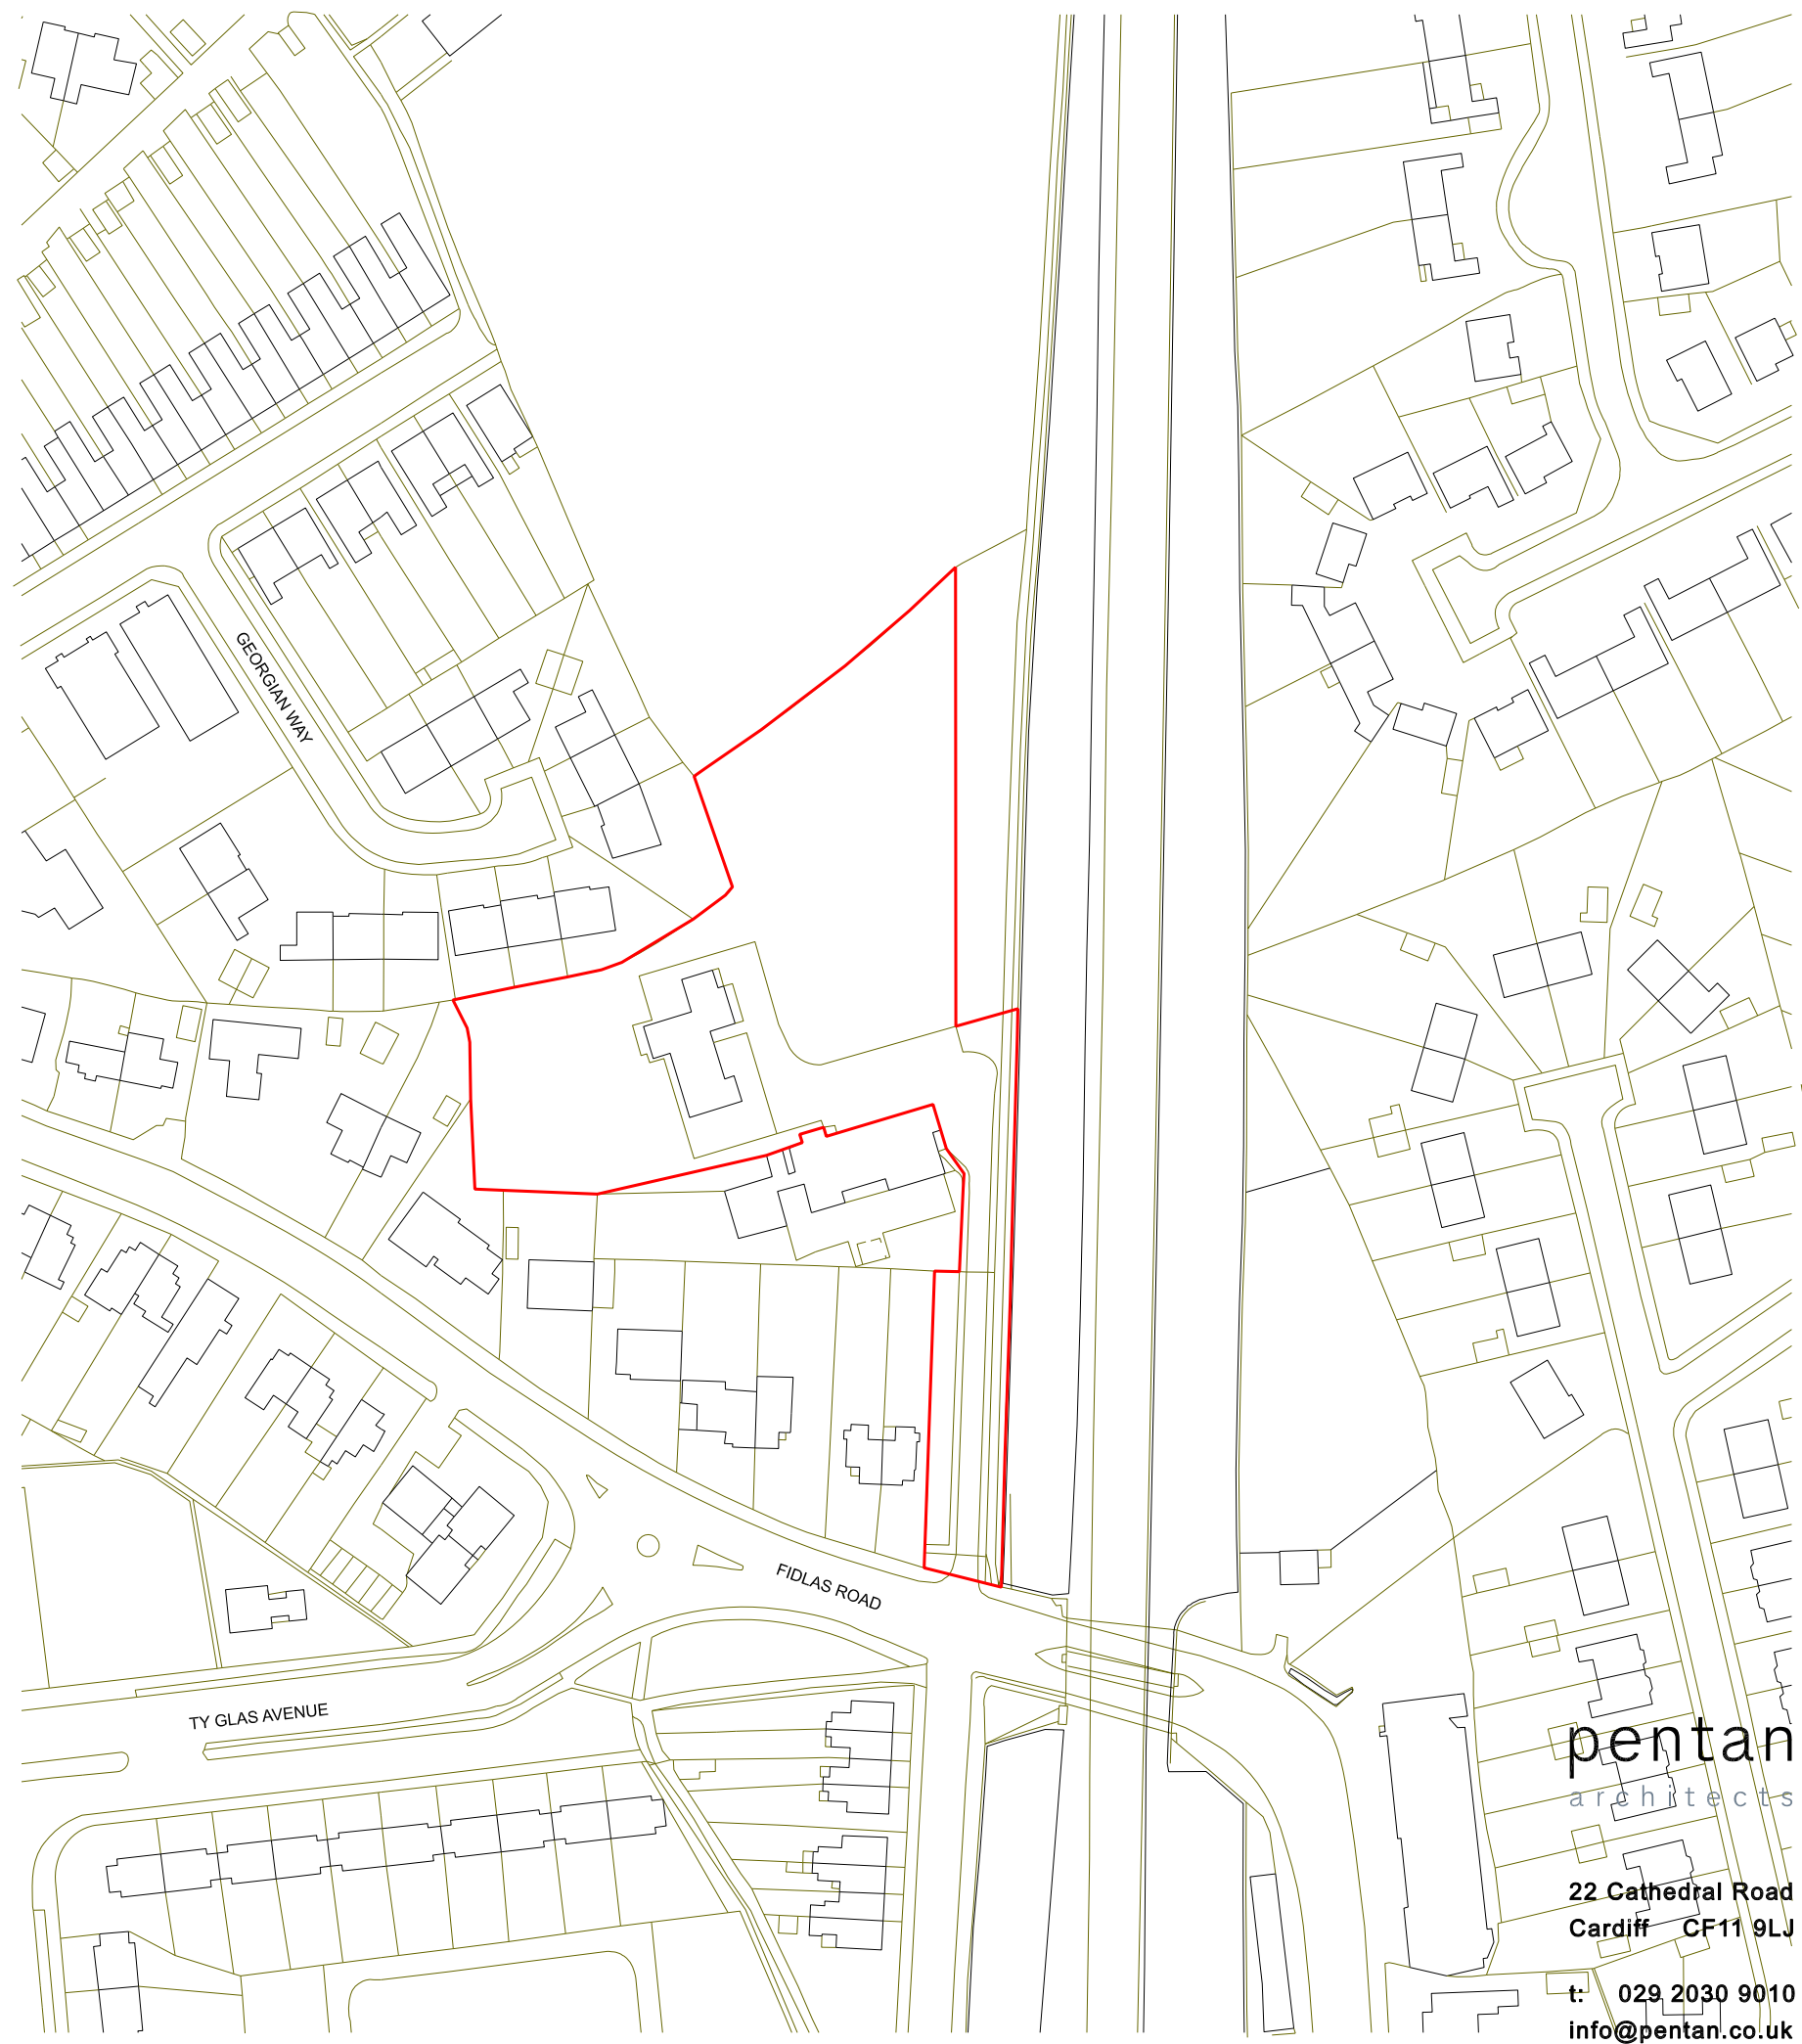 GEORGIAN WAY
FIDLAS ROAD
TY GLAS AVENUE
pentan
architects
22 Cathedral Road
Cardiff CF11 9LJ
t: 029 2030 9010
info@pentan.co.uk